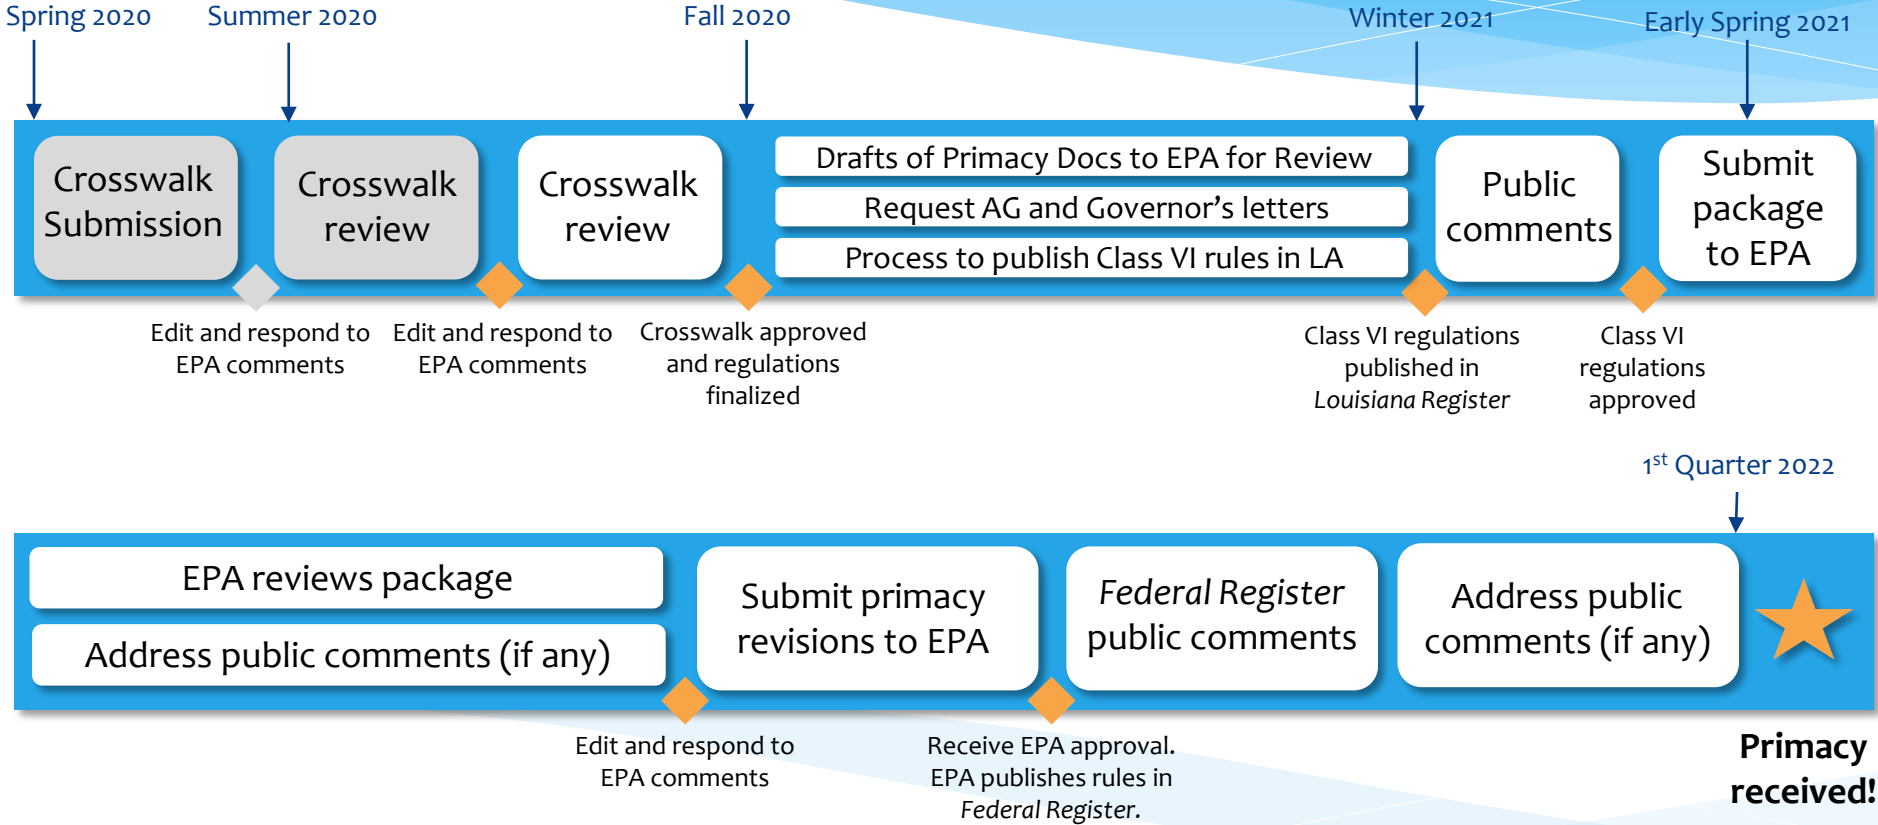 Spring 2020
Summer 2020
Fall 2020
Winter 2021
Early Spring 2021
Crosswalk
Submission
Crosswalk
review
Crosswalk
review
Drafts of Primacy Docs to EPA for Review
Request AG and Governor's letters
Process to publish Class VI rules in LA
Public
comments
Submit
package
to EPA
Edit and respond to
EPA comments
Edit and respond to
EPA comments
Crosswalk approved
and regulations
finalized
Class VI regulations
published in
Louisiana Register
Class VI
regulations
approved
1st Quarter 2022
EPA reviews package
Address public comments (if any)
Submit primacy
revisions to EPA
Federal Register
public comments
Address public
comments (if any)
Edit and respond to
EPA comments
Receive EPA approval.
EPA publishes rules in
Federal Register.
Primacy
received!